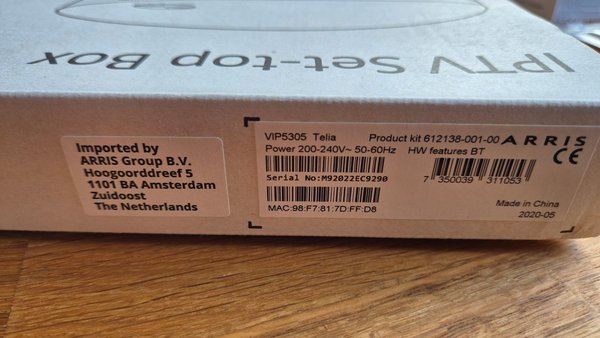 IPTV Set-top Box
Imported by
ARRIS Group B.V.
Hoogoorddreef 5
1101 BA Amsterdam
Zuidoost
The Netherlands
VIP5305 Telia Product kit 612138-001-00 ARRIS
Power 200-240V~ 50-60Hz HW features BT CE
Serial No:M92022EC9290
7 350039 311053
MAC:98:F7:81:7D:FF:D8
Made in China
2020-05